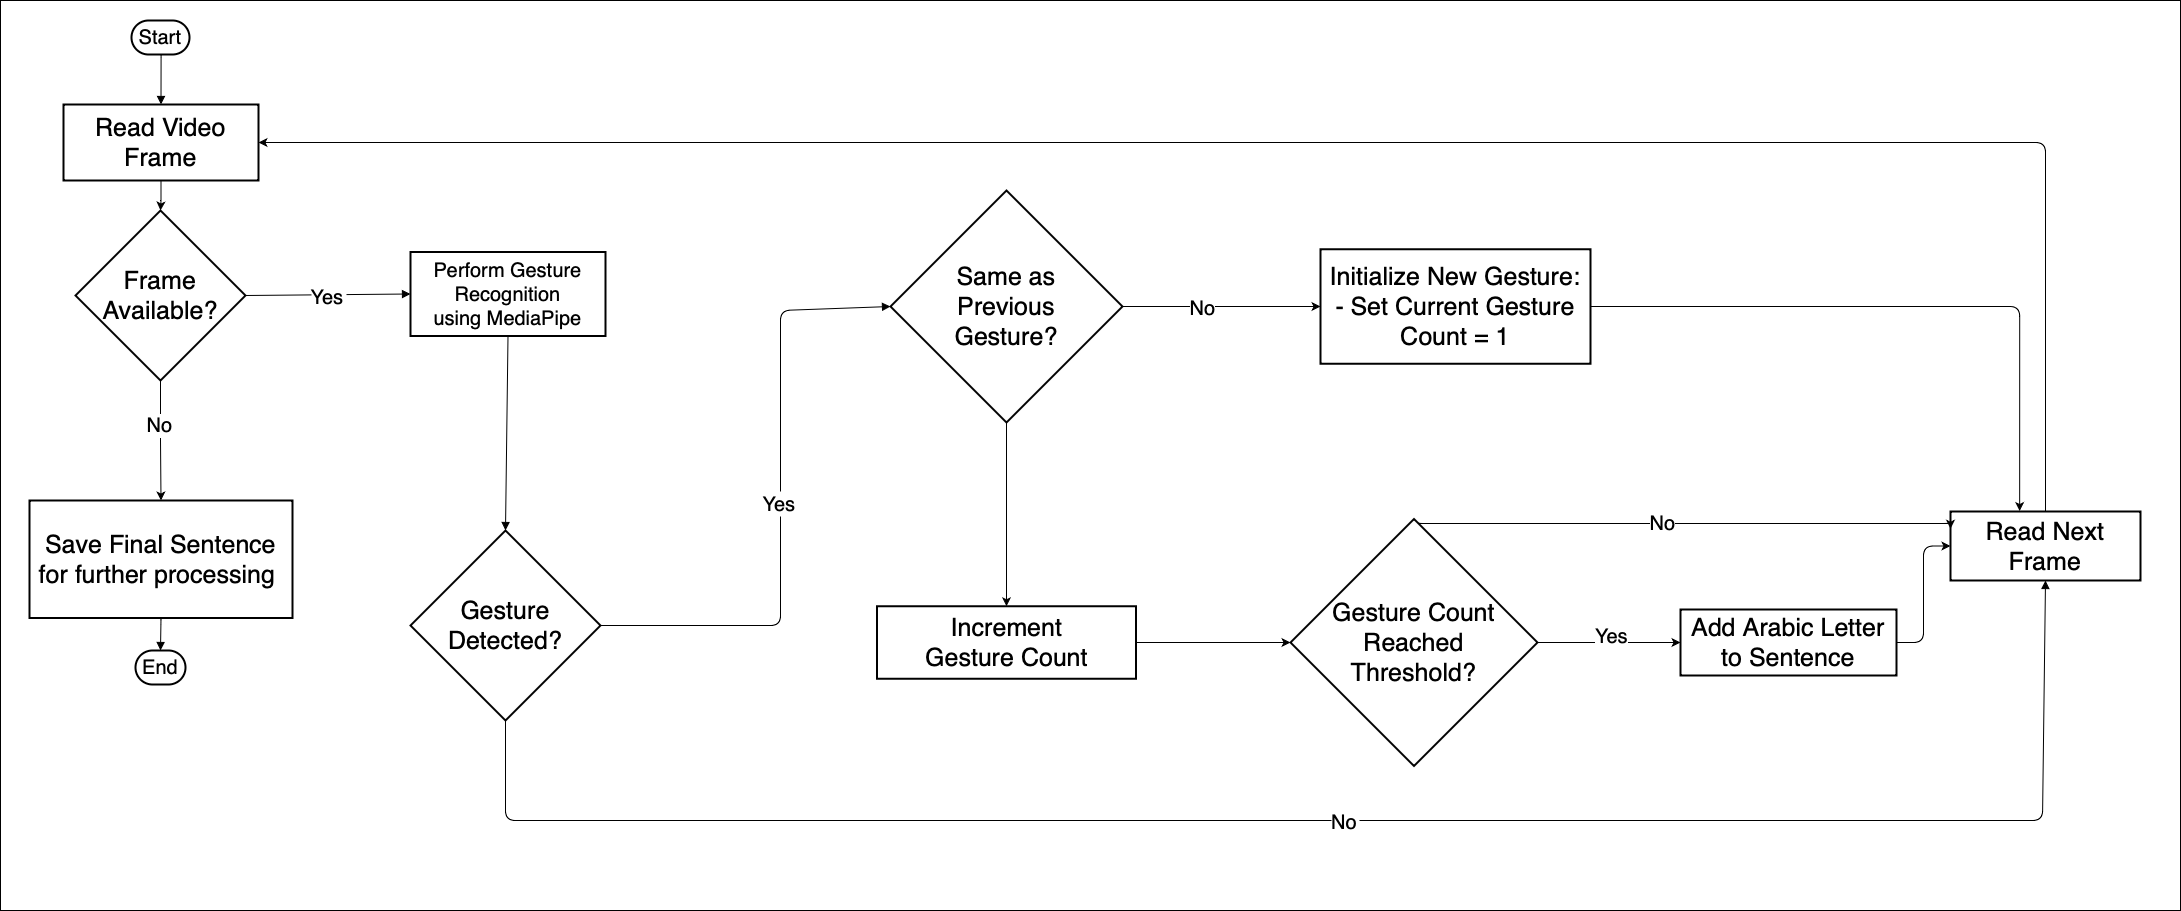 Start
Read Video
Frame
Frame
Available?
Yes
Perform Gesture
Recognition
using MediaPipe
No
Save Final Sentence
for further processing
End
Gesture
Detected?
Yes
No
Same as
Previous
Gesture?
No
Initialize New Gesture:
- Set Current Gesture
Count = 1
Increment
Gesture Count
Gesture Count
Reached
Threshold?
No
Yes
Add Arabic Letter
to Sentence
Read Next
Frame